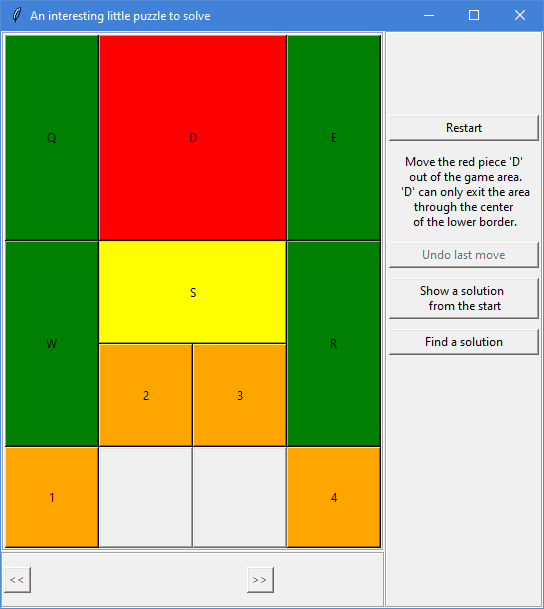 An interesting little puzzle to solve
Q
D
E
Restart
Move the red piece 'D'
out of the game area.
'D' can only exit the area
through the center
of the lower border.
Undo last move
Show a solution
from the start
Find a solution
S
W
R
2
3
1
4
<<
>>